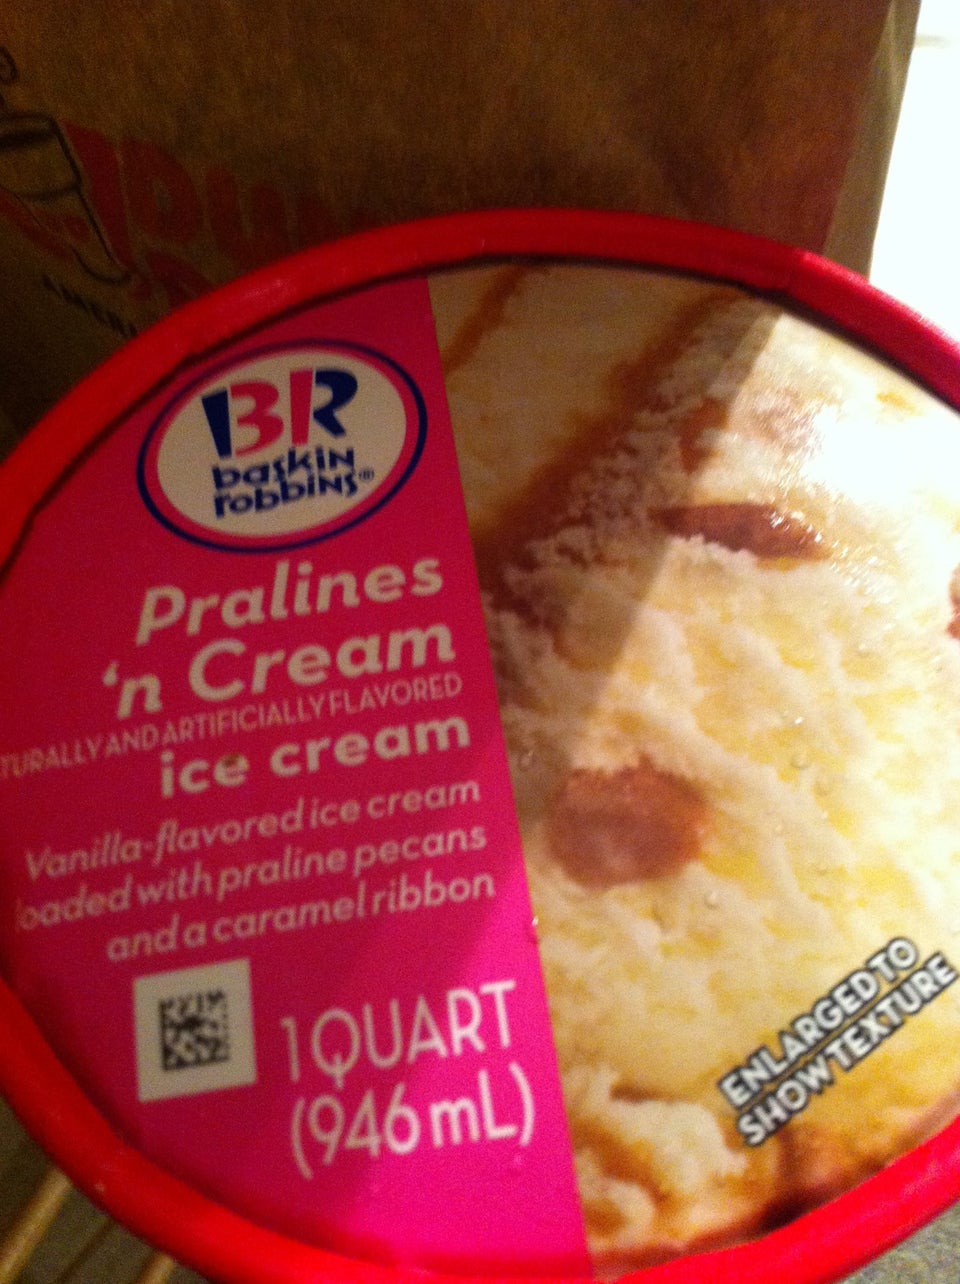 BR
baskin
robbins®
Pralines
'n Cream
TURALLY AND ARTIFICIALLY FLAVORED
ice cream
Vanilla-flavored ice cream
loaded with praline pecans
and a caramel ribbon
1 QUART
(946 mL)
ENLARGED TO
SHOW TEXTURE